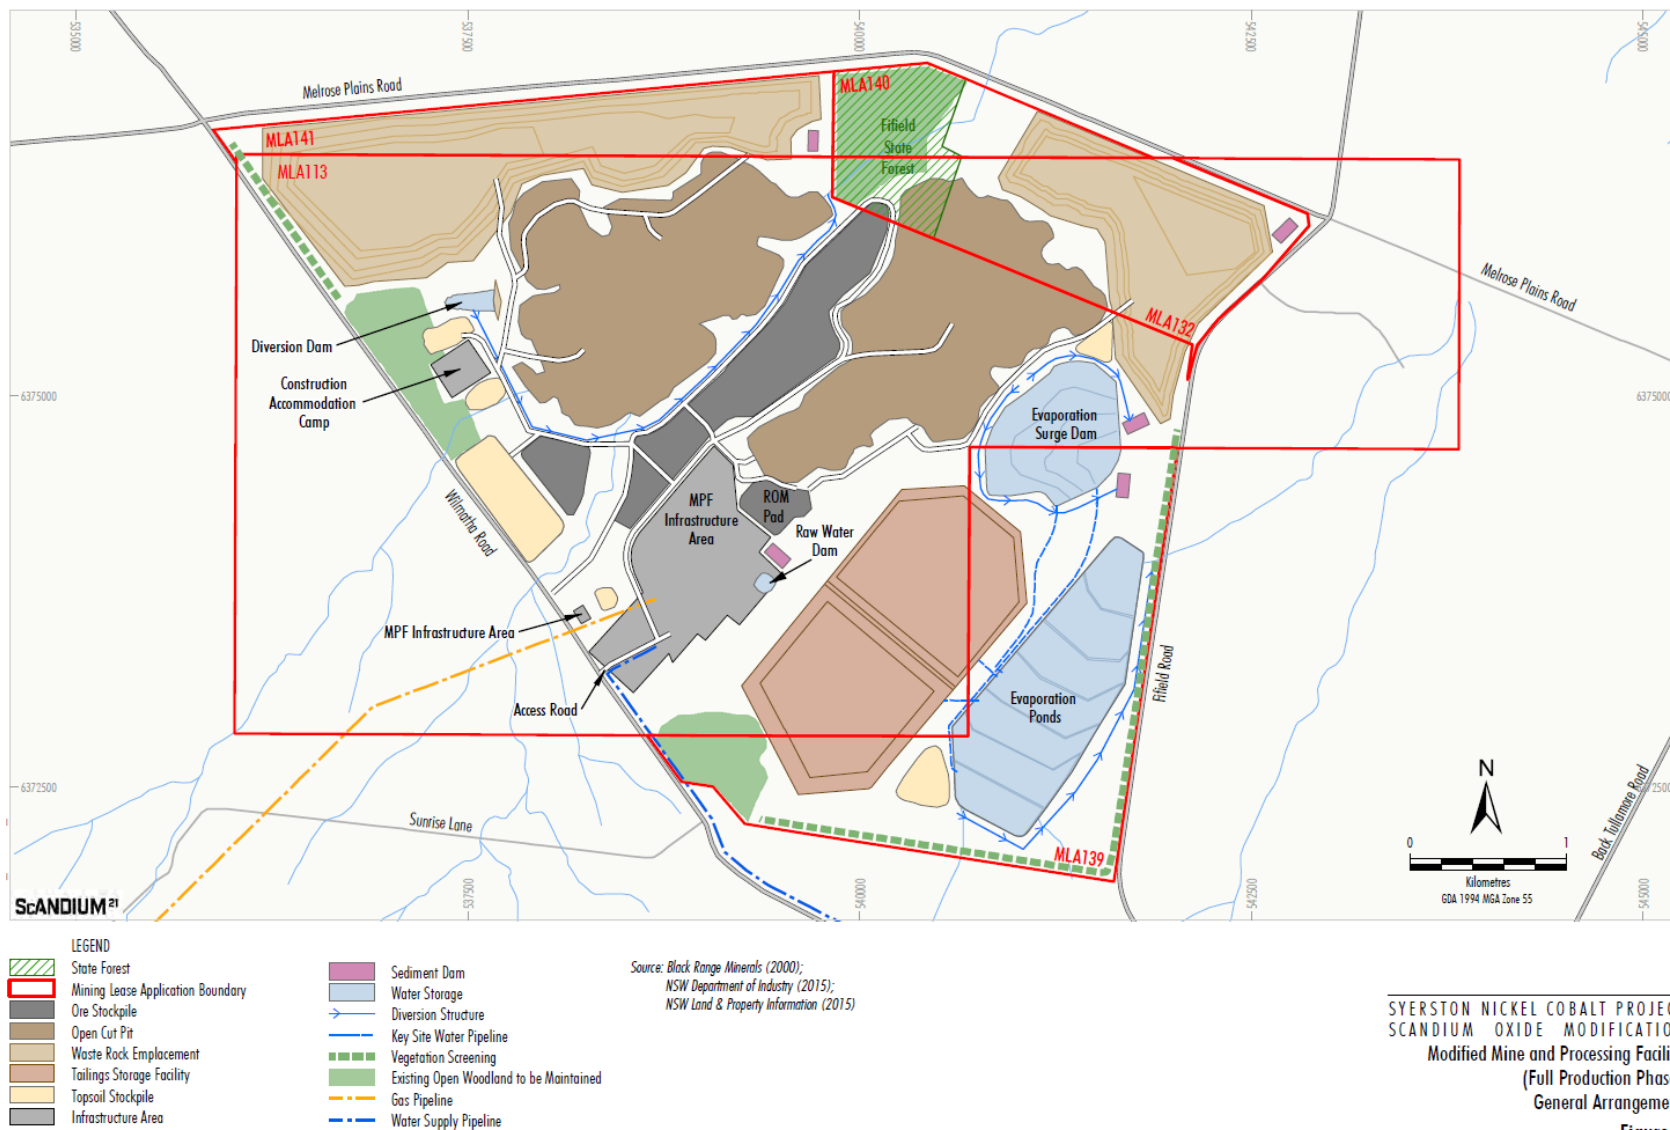 535000
537500
540000
542500
545000
Melrose Plains Road
MLA140
MLA141
Fifield
State
Forest
MLA113
Melrose Plains Road
MLA132
Diversion Dam
Construction
Accommodation
Camp
6375000
6375000
Evaporation
Surge Dam
Wilmatha Road
MPF
Infrastructure
Area
ROM
Pad
Raw Water
Dam
MPF Infrastructure Area
Access Road
Evaporation
Ponds
Fifield Road
N
6372500
Back Tullamore Road
Sunrise Lane
MLA139
0 1
Kilometres
GDA 1994 MGA Zone 55
SCANDIUM 21
537500
540000
542500
545000
LEGEND
State Forest
Mining Lease Application Boundary
Ore Stockpile
Open Cut Pit
Waste Rock Emplacement
Tailings Storage Facility
Topsoil Stockpile
Infrastructure Area
Sediment Dam
Water Storage
Diversion Structure
Key Site Water Pipeline
Vegetation Screening
Existing Open Woodland to be Maintained
Gas Pipeline
Water Supply Pipeline
Source: Black Range Minerals (2000);
NSW Department of Industry (2015);
NSW Land & Property Information (2015)
SYERSTON NICKEL COBALT PROJEC
SCANDIUM OXIDE MODIFICATIO
Modified Mine and Processing Facili
(Full Production Phas
General Arrangeme